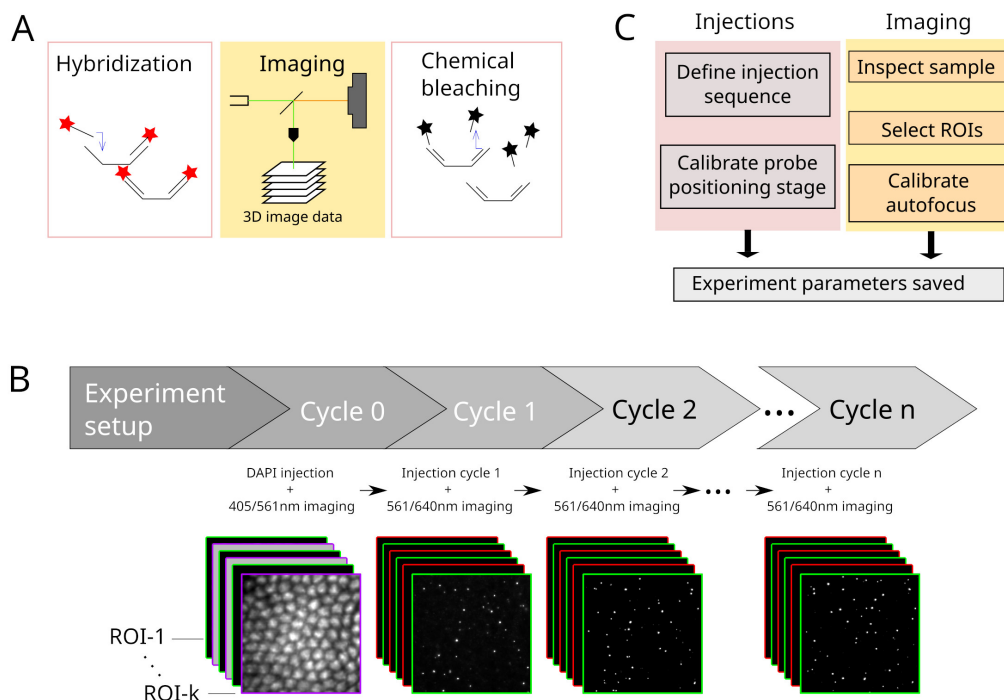 A
Hybridization
Imaging
3D image data
Chemical
bleaching
C
Injections
Imaging
Define injection
sequence
Calibrate probe
positioning stage
Inspect sample
Select ROIs
Calibrate
autofocus
Experiment parameters saved
B
Experiment
setup
Cycle 0
Cycle 1
Cycle 2
...
Cycle n
DAPI injection
+
405/561nm imaging
Injection cycle 1
+
561/640nm imaging
Injection cycle 2
+
561/640nm imaging
...
Injection cycle n
+
561/640nm imaging
ROI-1
ROI-k